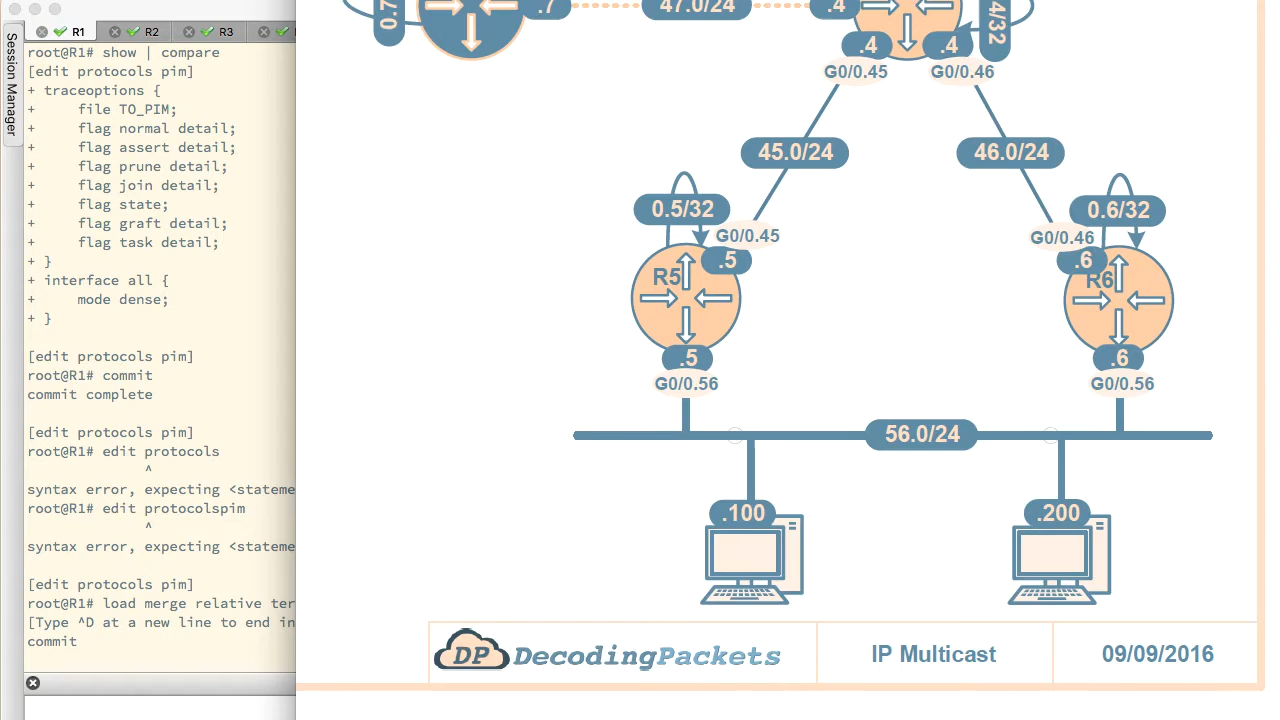 R1
R2
R3
Session Manager
root@R1# show | compare
[edit protocols pim]
+ traceoptions {
+ file TO_PIM;
+ flag normal detail;
+ flag assert detail;
+ flag prune detail;
+ flag join detail;
+ flag state;
+ flag graft detail;
+ flag task detail;
+ }
+ interface all {
+ mode dense;
+ }
[edit protocols pim]
root@R1# commit
commit complete
[edit protocols pim]
root@R1# edit protocols
^
syntax error, expecting <stateme
root@R1# edit protocolspim
^
syntax error, expecting <stateme
[edit protocols pim]
root@R1# load merge relative ter
[Type ^D at a new line to end in
commit
.7
47.0/24
.4
4/32
.4
.4
G0/0.45
G0/0.46
45.0/24
46.0/24
0.5/32
0.6/32
G0/0.45
G0/0.46
.5
.6
R5
R6
.5
.6
G0/0.56
G0/0.56
56.0/24
.100
.200
DP DecodingPackets
IP Multicast
09/09/2016